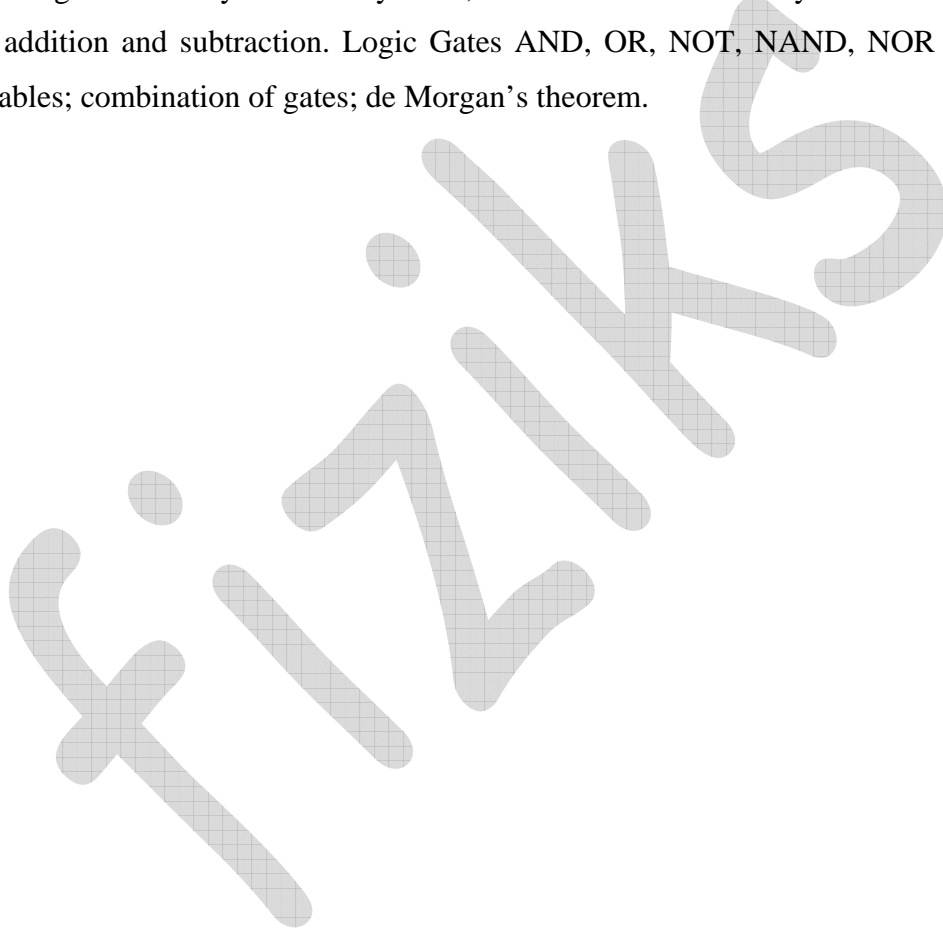 addition and subtraction. Logic Gates AND, OR, NOT, NAND, NOR
ables; combination of gates; de Morgan's theorem.
fiziks